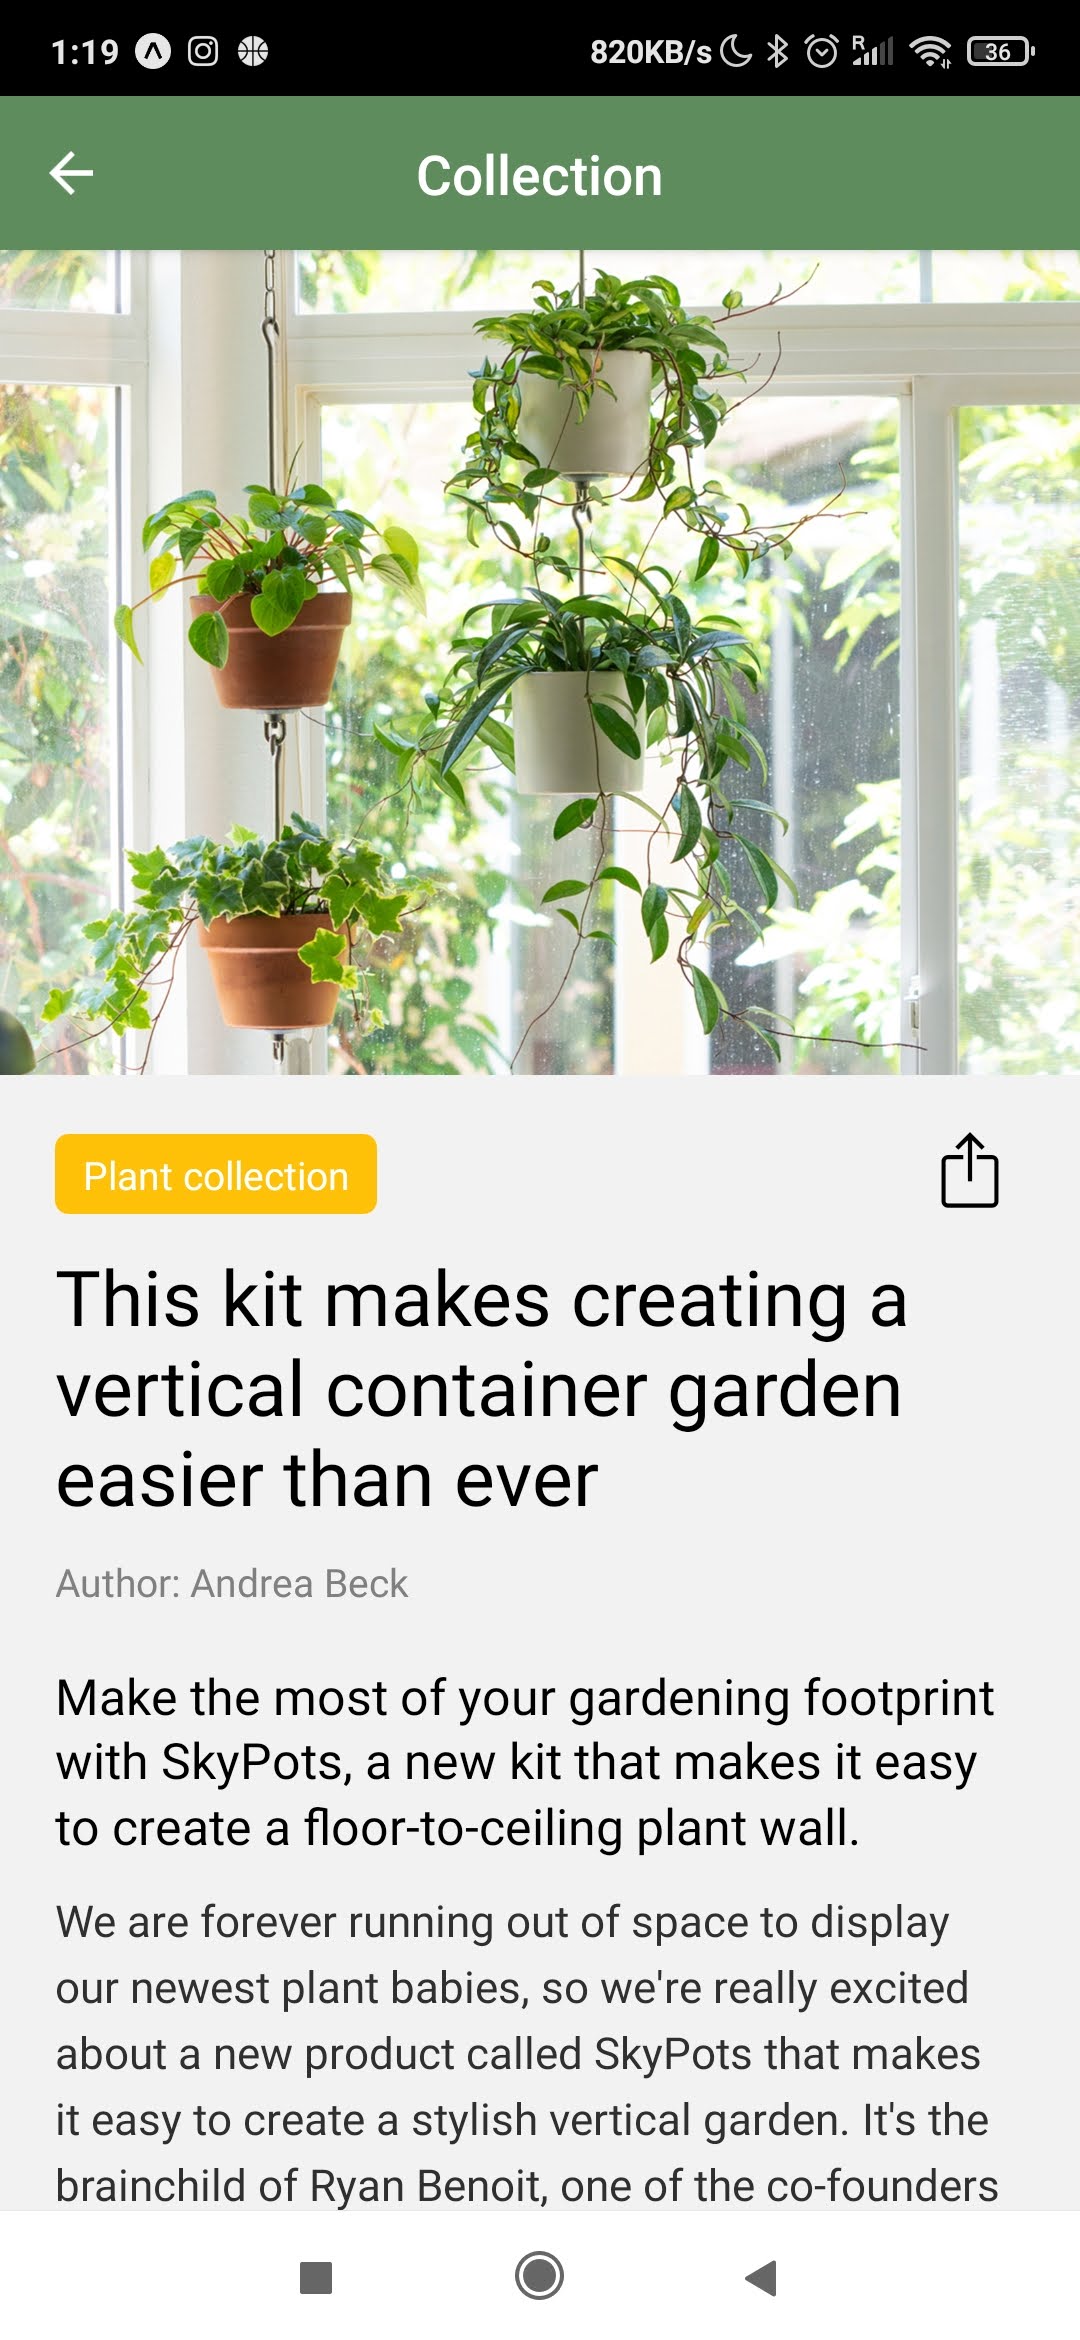 1:19
820KB/s
R
36
Collection
Plant collection
This kit makes creating a
vertical container garden
easier than ever
Author: Andrea Beck
Make the most of your gardening footprint
with SkyPots, a new kit that makes it easy
to create a floor-to-ceiling plant wall.
We are forever running out of space to display
our newest plant babies, so we're really excited
about a new product called SkyPots that makes
it easy to create a stylish vertical garden. It's the
brainchild of Ryan Benoit, one of the co-founders